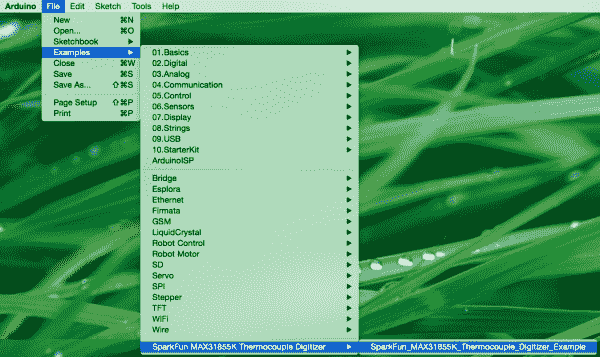 Arduino File Edit Sketch Tools Help
New ⌘N
Open... ⌘O
Sketchbook ▶
Examples ▶
Close ⌘W
Save ⌘S
Save As... ⇧⌘S
Page Setup ⇧⌘P
Print ⌘P
01.Basics ▶
02.Digital ▶
03.Analog ▶
04.Communication ▶
05.Control ▶
06.Sensors ▶
07.Display ▶
08.Strings ▶
09.USB ▶
10.StarterKit ▶
ArduinoISP
Bridge ▶
Esplora ▶
Ethernet ▶
Firmata ▶
GSM ▶
LiquidCrystal ▶
Robot Control ▶
Robot Motor ▶
SD ▶
Servo ▶
SPI ▶
Stepper ▶
TFT ▶
WiFi ▶
Wire ▶
SparkFun MAX31855K Thermocouple Digitizer ▶
SparkFun_MAX31855K_Thermocouple_Digitizer_Example